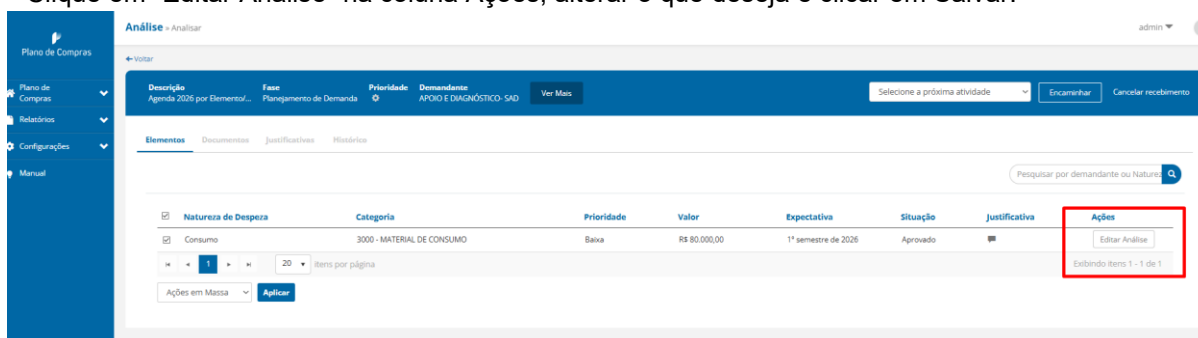 Clique em "Editar Análise" na coluna Ações, alterar o que deseja e clicar em Salvar.
Análise » Analisar
admin
Plano de Compras
Voltar
Plano de Compras
Relatórios
Configurações
Manual
Descrição Fase Prioridade Demandante
Agenda 2026 por Elemento/... Planejamento de Demanda APOIO E DIAGNÓSTICO- SAD
Ver Mais
Selecione a próxima atividade
Encaminhar
Cancelar recebimento
Elementos Documentos Justificativas Histórico
Pesquisar por demandante ou Naturez
Natureza de Despeza Categoria Prioridade Valor Expectativa Situação Justificativa Ações
Consumo 3000 - MATERIAL DE CONSUMO Baixa R$ 80.000,00 1º semestre de 2026 Aprovado Editar Análise
1 20 itens por página Exibindo itens 1 - 1 de 1
Ações em Massa Aplicar